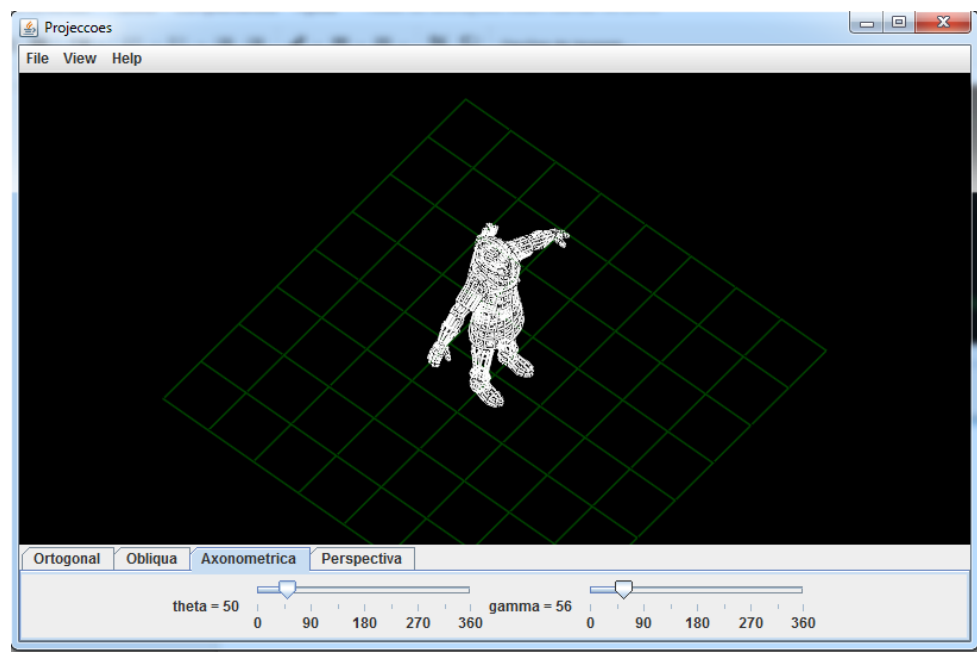 Projeccoes
File View Help
Ortogonal Obliqua Axonometrica Perspectiva
theta = 50 gamma = 56
0 90 180 270 360 0 90 180 270 360